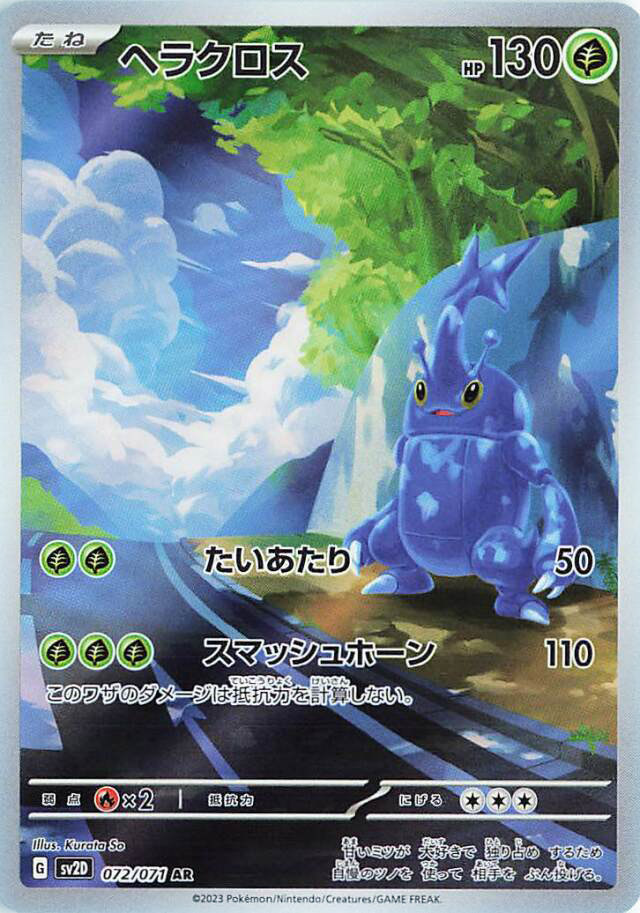 たね ヘラクロス HP 130
たいあたり 50
スマッシュホーン 110
このワザのダメージは抵抗力を計算しない。
弱点 ×2 抵抗力 にげる
Illus. Kurata So
G sv2D 072/071 AR
甘いミツが 大好きで 独り占め するため
自慢のツノを 使って 相手を ぶん投げる。
©2023 Pokémon/Nintendo/Creatures/GAME FREAK.